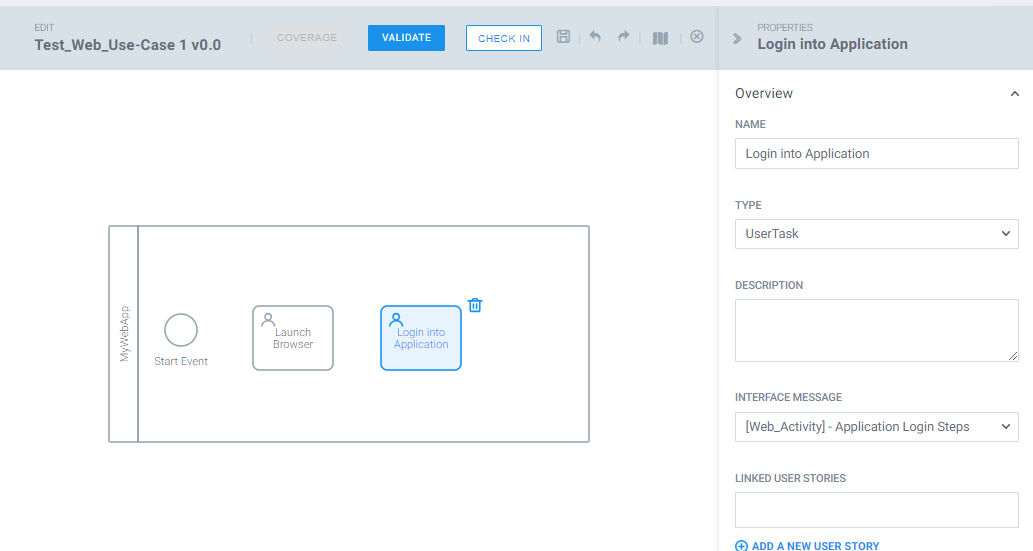 EDIT
Test_Web_Use-Case 1 v0.0
COVERAGE
VALIDATE
CHECK IN
PROPERTIES
Login into Application
Overview
NAME
Login into Application
TYPE
UserTask
DESCRIPTION
INTERFACE MESSAGE
[Web_Activity] - Application Login Steps
LINKED USER STORIES
ADD A NEW USER STORY
MyWebApp
Start Event
Launch
Browser
Login into
Application